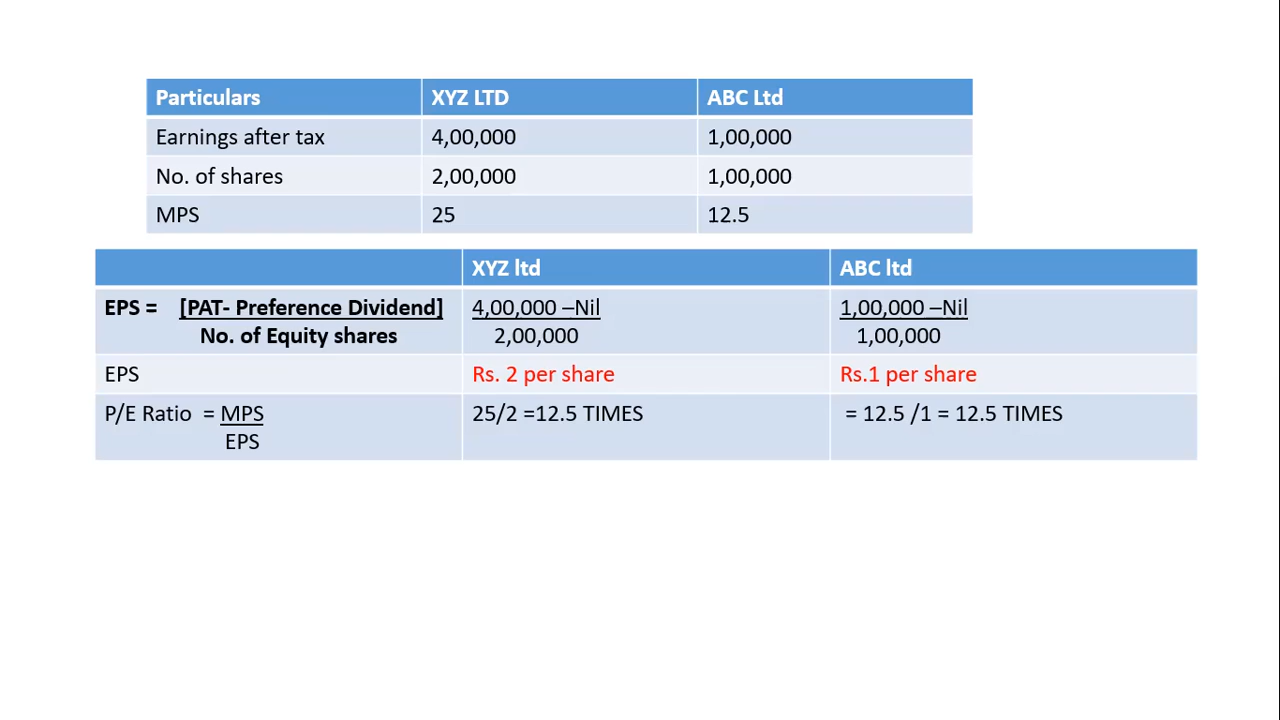 Particulars XYZ LTD ABC Ltd
Earnings after tax 4,00,000 1,00,000
No. of shares 2,00,000 1,00,000
MPS 25 12.5
XYZ ltd ABC ltd
EPS = [PAT- Preference Dividend] 4,00,000 –Nil 1,00,000 –Nil
No. of Equity shares 2,00,000 1,00,000
EPS Rs. 2 per share Rs.1 per share
P/E Ratio = MPS 25/2 =12.5 TIMES = 12.5 /1 = 12.5 TIMES
EPS